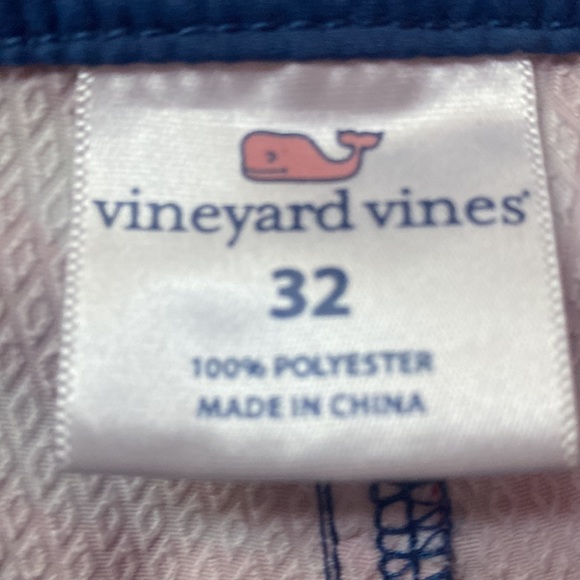 vineyard vines
32
100% POLYESTER
MADE IN CHINA